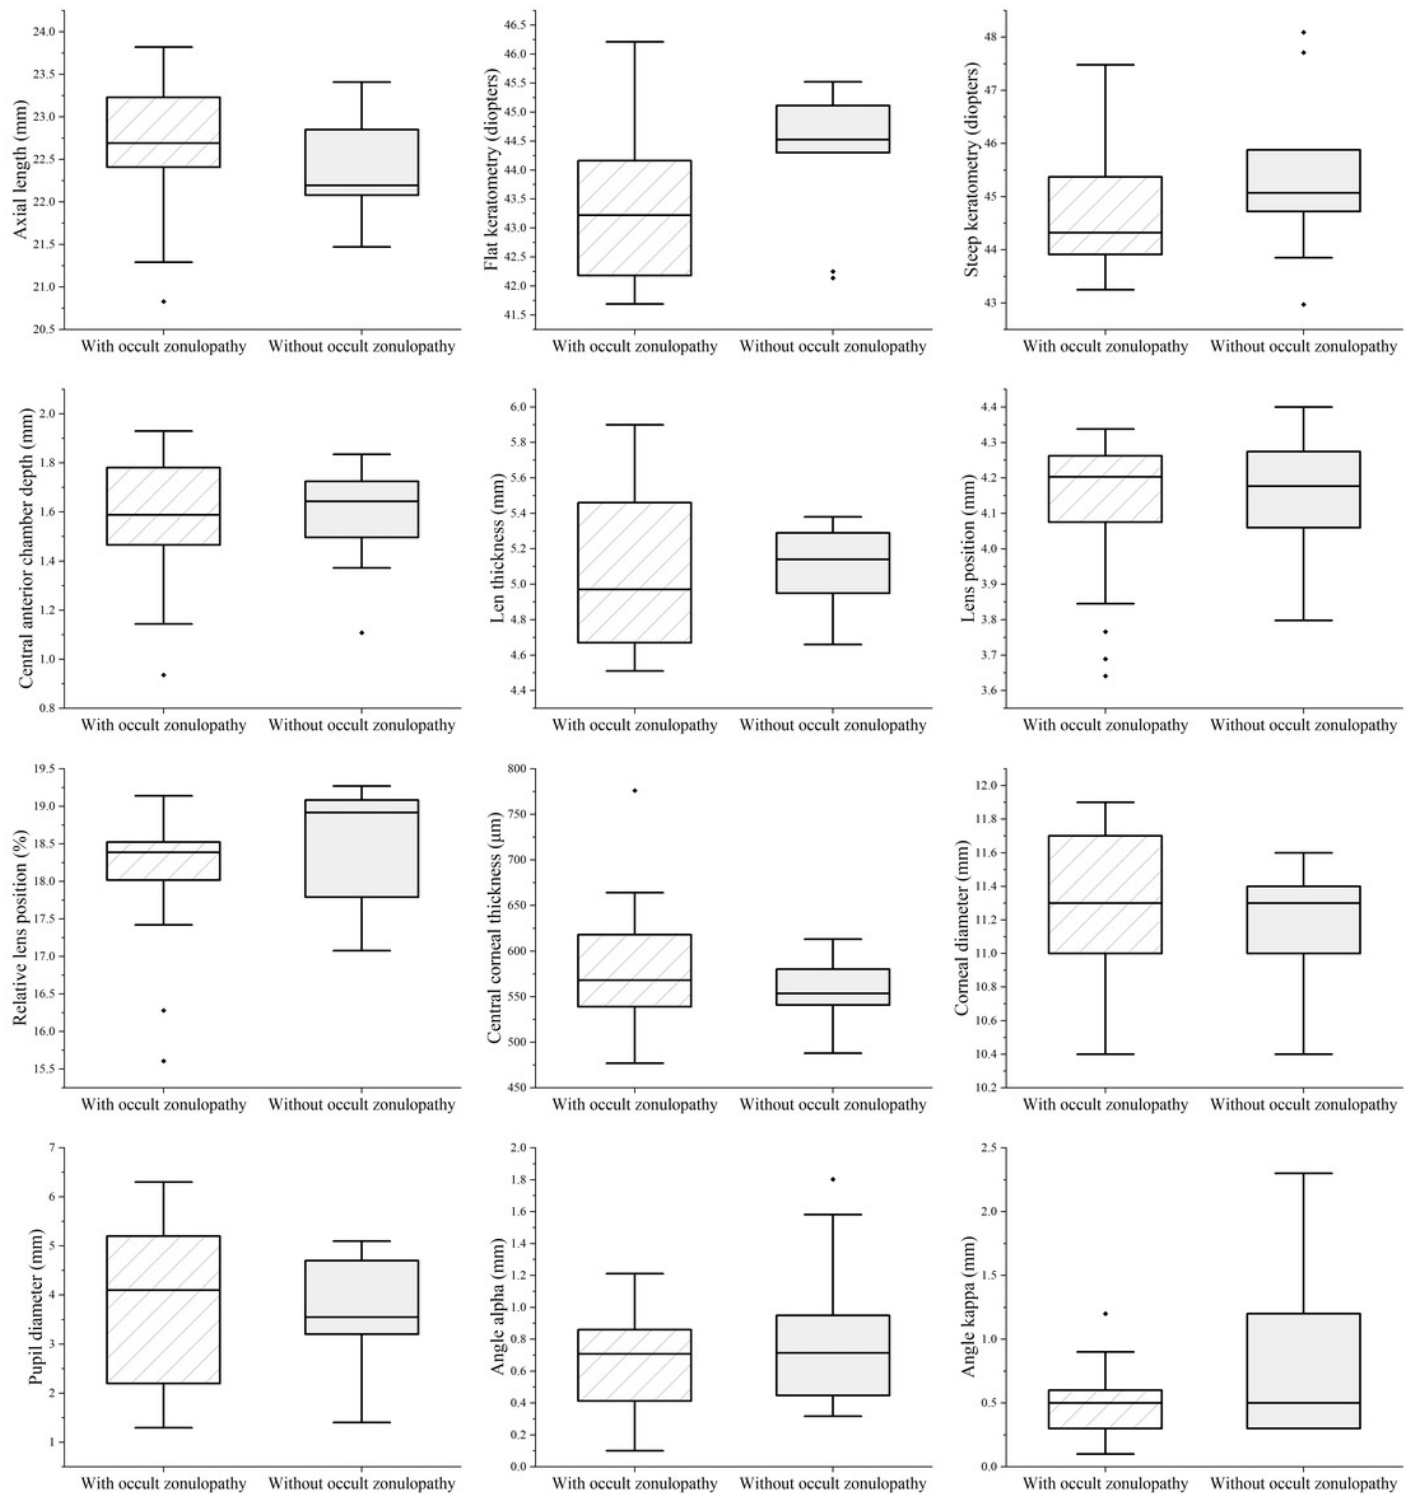 Axial length (mm)
24.0
23.5
23.0
22.5
22.0
21.5
21.0
20.5
With occult zonulopathy
Without occult zonulopathy
Flat keratometry (diopters)
46.5
46.0
45.5
45.0
44.5
44.0
43.5
43.0
42.5
42.0
41.5
With occult zonulopathy
Without occult zonulopathy
Steep keratometry (diopters)
48
47
46
45
44
43
With occult zonulopathy
Without occult zonulopathy
Central anterior chamber depth (mm)
2.0
1.8
1.6
1.4
1.2
1.0
0.8
With occult zonulopathy
Without occult zonulopathy
Len thickness (mm)
6.0
5.8
5.6
5.4
5.2
5.0
4.8
4.6
4.4
With occult zonulopathy
Without occult zonulopathy
Lens position (mm)
4.4
4.3
4.2
4.1
4.0
3.9
3.8
3.7
3.6
With occult zonulopathy
Without occult zonulopathy
Relative lens position (%)
19.5
19.0
18.5
18.0
17.5
17.0
16.5
16.0
15.5
With occult zonulopathy
Without occult zonulopathy
Central corneal thickness (μm)
800
750
700
650
600
550
500
450
With occult zonulopathy
Without occult zonulopathy
Corneal diameter (mm)
12.0
11.8
11.6
11.4
11.2
11.0
10.8
10.6
10.4
10.2
With occult zonulopathy
Without occult zonulopathy
Pupil diameter (mm)
7
6
5
4
3
2
1
With occult zonulopathy
Without occult zonulopathy
Angle alpha (mm)
2.0
1.8
1.6
1.4
1.2
1.0
0.8
0.6
0.4
0.2
0.0
With occult zonulopathy
Without occult zonulopathy
Angle kappa (mm)
2.5
2.0
1.5
1.0
0.5
0.0
With occult zonulopathy
Without occult zonulopathy